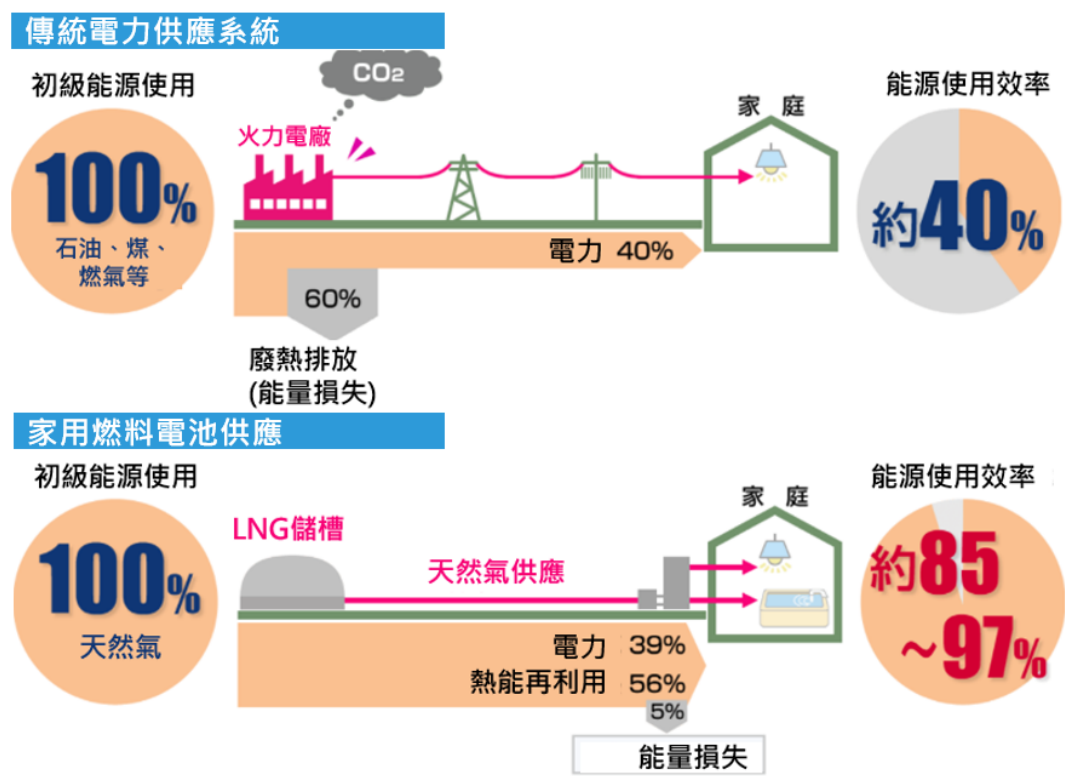 傳統電力供應系統
初級能源使用
100%
石油、煤、
燃氣等
CO2
火力電廠
家 庭
電力 40%
60%
廢熱排放
(能量損失)
能源使用效率
約40%
家用燃料電池供應
初級能源使用
100%
天然氣
LNG儲槽
天然氣供應
家 庭
電力 39%
熱能再利用 56%
5%
能量損失
能源使用效率
約85
~97%